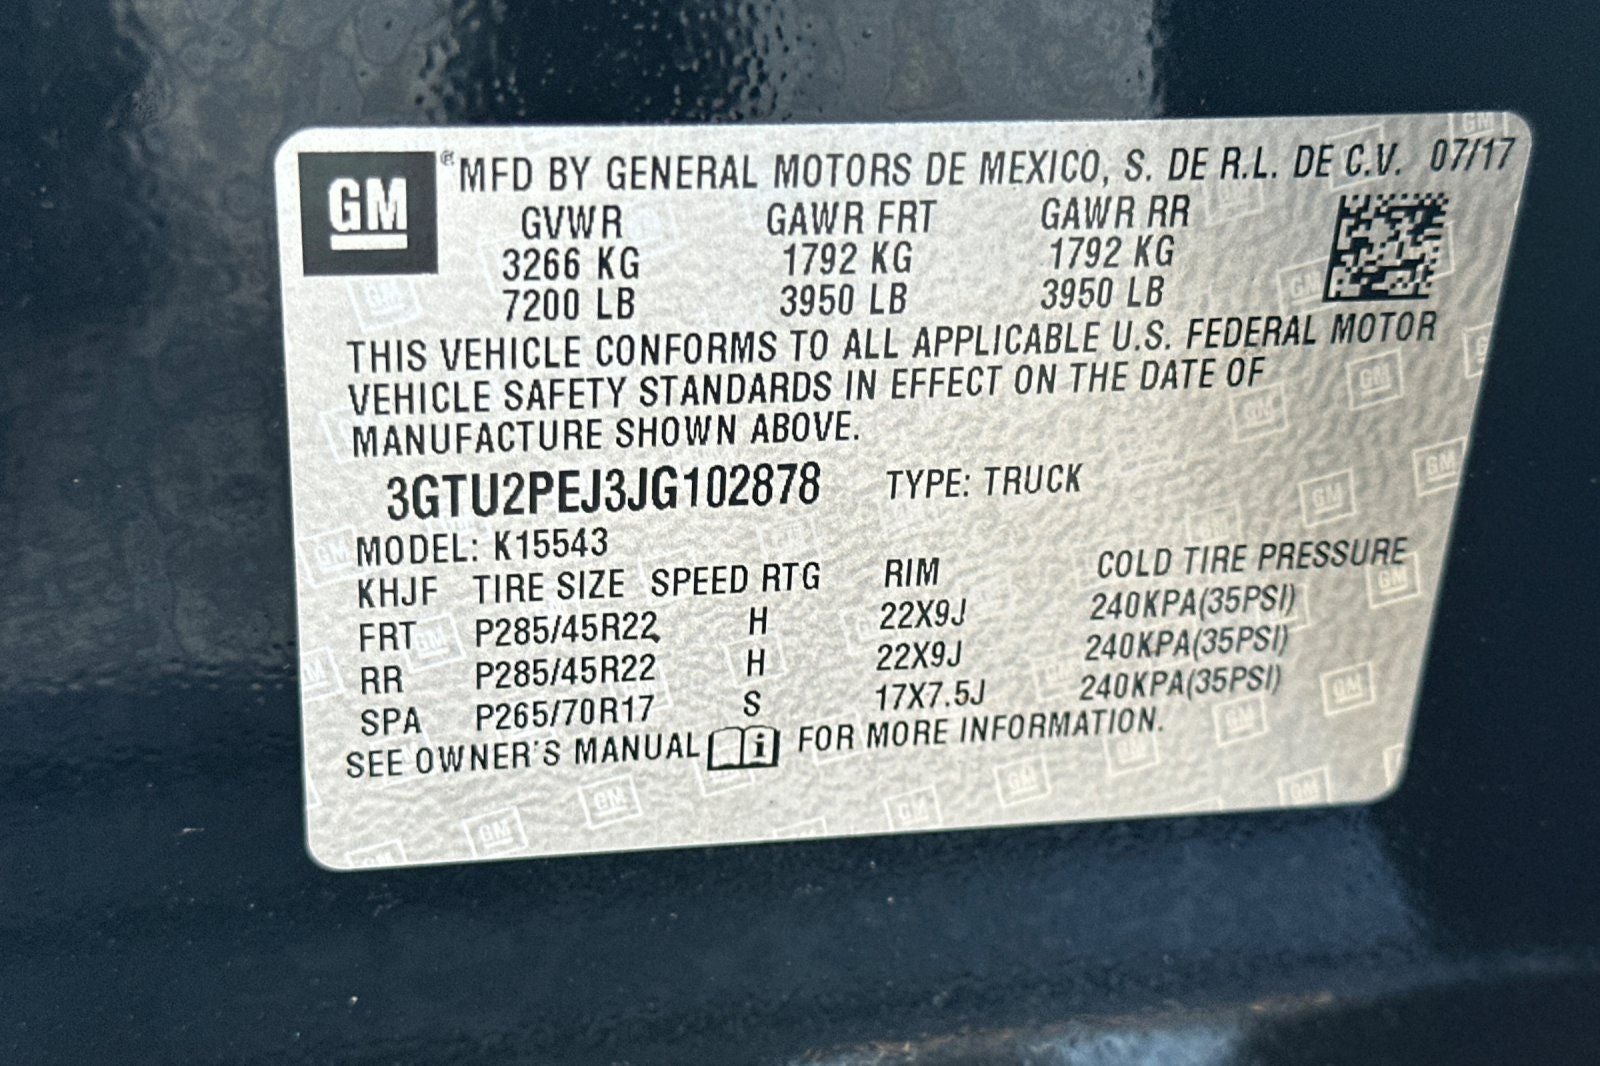 GM ® MFD BY GENERAL MOTORS DE MEXICO, S. DE R.L. DE C.V. 07/17
GVWR GAWR FRT GAWR RR
3266 KG 1792 KG 1792 KG
7200 LB 3950 LB 3950 LB
THIS VEHICLE CONFORMS TO ALL APPLICABLE U.S. FEDERAL MOTOR
VEHICLE SAFETY STANDARDS IN EFFECT ON THE DATE OF
MANUFACTURE SHOWN ABOVE.
3GTU2PEJ3JG102878 TYPE: TRUCK
MODEL: K15543
KHJF TIRE SIZE SPEED RTG RIM COLD TIRE PRESSURE
FRT P285/45R22 H 22X9J 240KPA(35PSI)
RR P285/45R22 H 22X9J 240KPA(35PSI)
SPA P265/70R17 S 17X7.5J 240KPA(35PSI)
SEE OWNER'S MANUAL i FOR MORE INFORMATION.